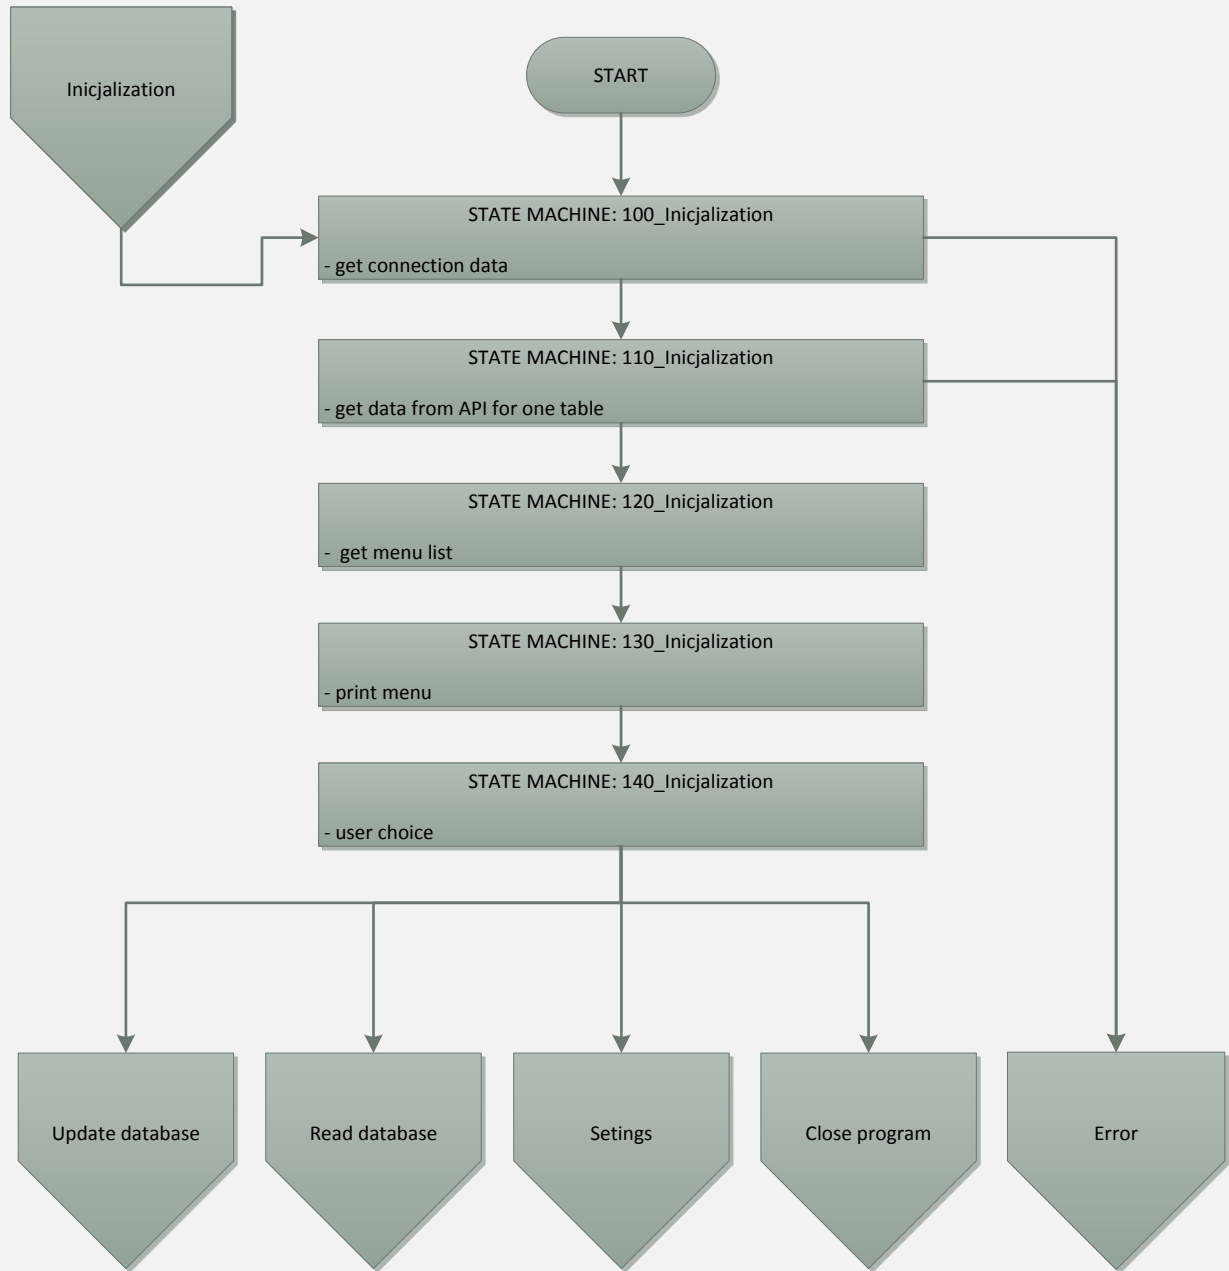 Inicjalization
START
STATE MACHINE: 100_Inicjalization
- get connection data
STATE MACHINE: 110_Inicjalization
- get data from API for one table
STATE MACHINE: 120_Inicjalization
-  get menu list
STATE MACHINE: 130_Inicjalization
- print menu
STATE MACHINE: 140_Inicjalization
- user choice
Update database
Read database
Setings
Close program
Error